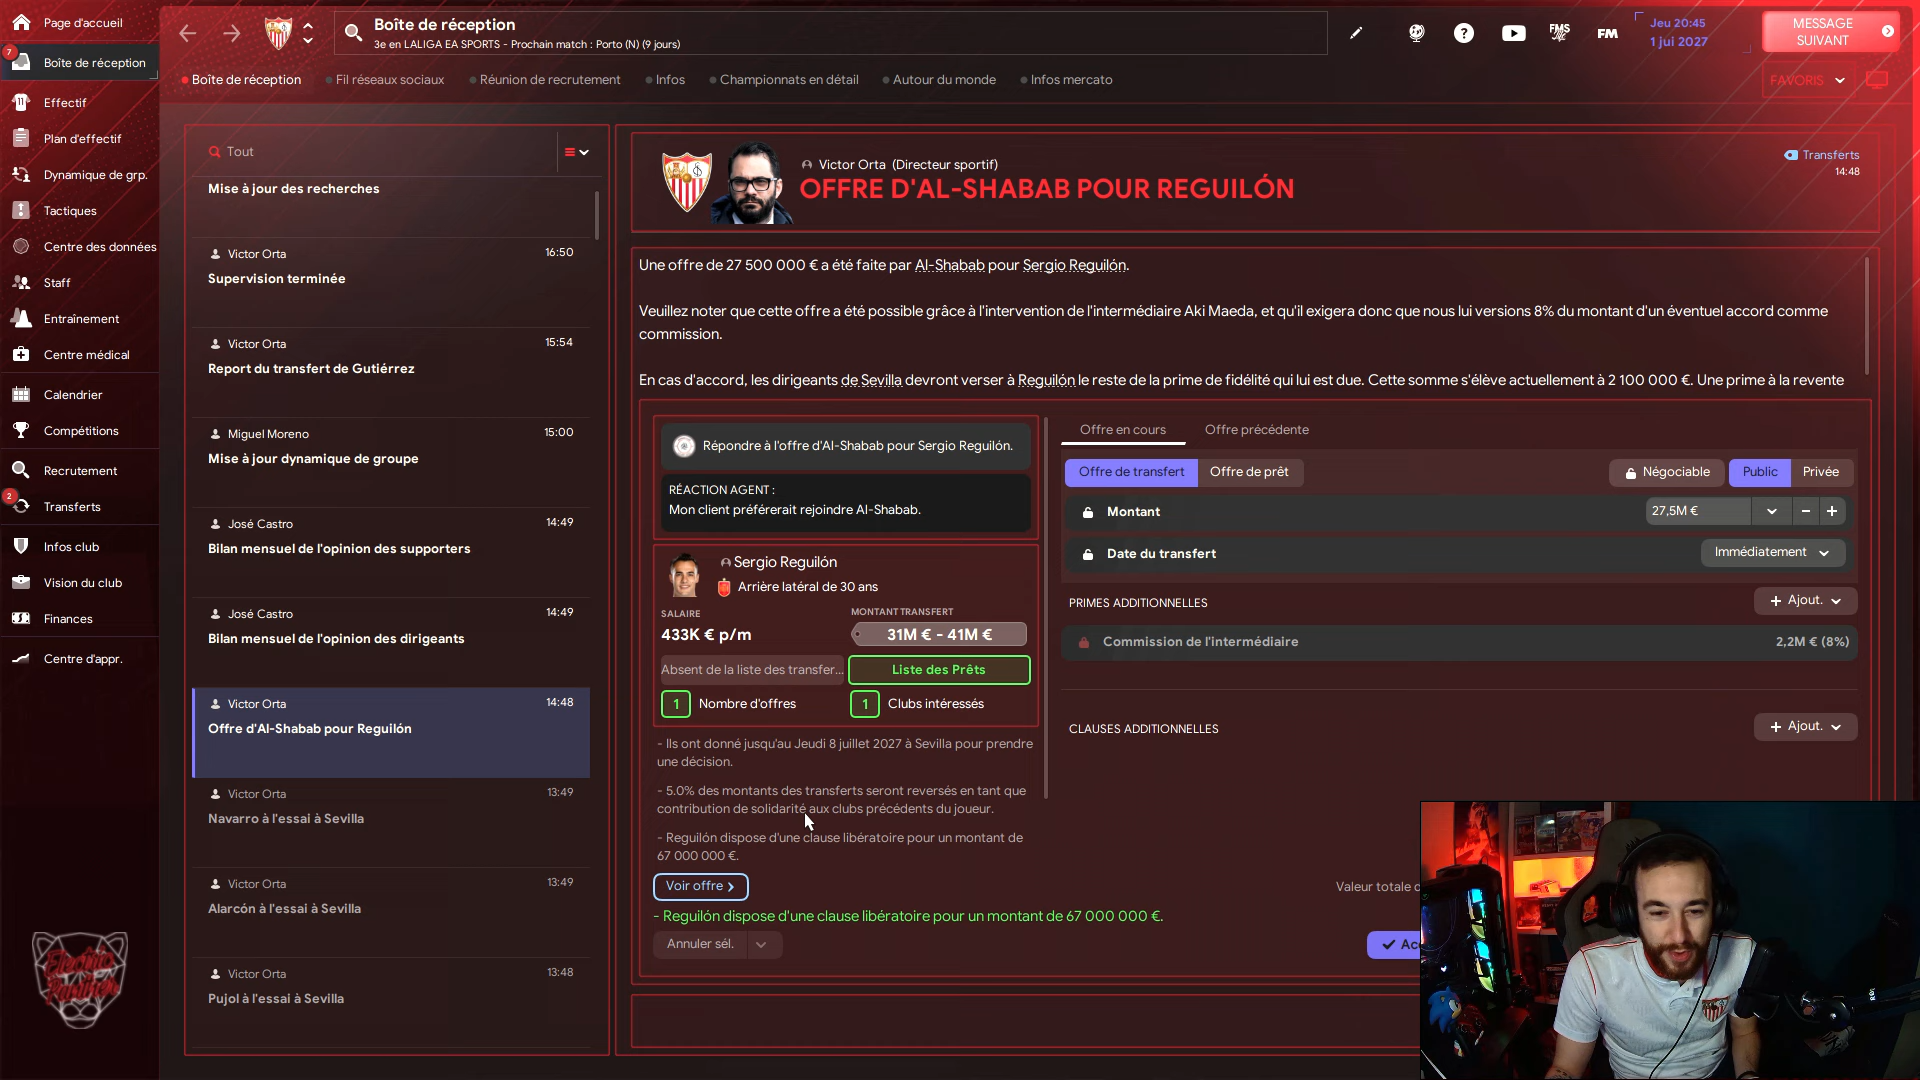 Page d'accueil
7
Boîte de réception
Effectif
Plan d'effectif
Dynamique de grp.
Tactiques
Centre des données
Staff
Entraînement
Centre médical
Calendrier
Compétitions
Recrutement
2
Transferts
Infos club
Vision du club
Finances
Centre d'appr.
Boîte de réception
3e en LALIGA EA SPORTS - Prochain match : Porto (N) (9 jours)
FMS
FM
Jeu 20:45
1 jui 2027
MESSAGE
SUIVANT
Boîte de réception
Fil réseaux sociaux
Réunion de recrutement
Infos
Championnats en détail
Autour du monde
Infos mercato
FAVORIS
Tout
Mise à jour des recherches
Victor Orta 16:50
Supervision terminée
Victor Orta 15:54
Report du transfert de Gutiérrez
Miguel Moreno 15:00
Mise à jour dynamique de groupe
José Castro 14:49
Bilan mensuel de l'opinion des supporters
José Castro 14:49
Bilan mensuel de l'opinion des dirigeants
Victor Orta 14:48
Offre d'Al-Shabab pour Reguilón
Victor Orta 13:49
Navarro à l'essai à Sevilla
Victor Orta 13:49
Alarcón à l'essai à Sevilla
Victor Orta 13:48
Pujol à l'essai à Sevilla
Victor Orta (Directeur sportif)
OFFRE D'AL-SHABAB POUR REGUILÓN
Transferts
14:48
Une offre de 27 500 000 € a été faite par Al-Shabab pour Sergio Reguilón.
Veuillez noter que cette offre a été possible grâce à l'intervention de l'intermédiaire Aki Maeda, et qu'il exigera donc que nous lui versions 8% du montant d'un éventuel accord comme
commission.
En cas d'accord, les dirigeants de Sevilla devront verser à Reguilón le reste de la prime de fidélité qui lui est due. Cette somme s'élève actuellement à 2 100 000 €. Une prime à la revente
Répondre à l'offre d'Al-Shabab pour Sergio Reguilón.
RÉACTION AGENT :
Mon client préférerait rejoindre Al-Shabab.
Sergio Reguilón
Arrière latéral de 30 ans
SALAIRE
MONTANT TRANSFERT
433K € p/m
31M € - 41M €
Absent de la liste des transfer...
Liste des Prêts
1 Nombre d'offres
1 Clubs intéressés
- Ils ont donné jusqu'au Jeudi 8 juillet 2027 à Sevilla pour prendre
une décision.
- 5.0% des montants des transferts seront reversés en tant que
contribution de solidarité aux clubs précédents du joueur.
- Reguilón dispose d'une clause libératoire pour un montant de
67 000 000 €.
Voir offre
- Reguilón dispose d'une clause libératoire pour un montant de 67 000 000 €.
Annuler sél.
Offre en cours
Offre précédente
Offre de transfert
Offre de prêt
Négociable
Public
Privée
Montant
27,5M €
Date du transfert
Immédiatement
PRIMES ADDITIONNELLES
Ajout.
Commission de l'intermédiaire
2,2M € (8%)
CLAUSES ADDITIONNELLES
Ajout.
Valeur totale